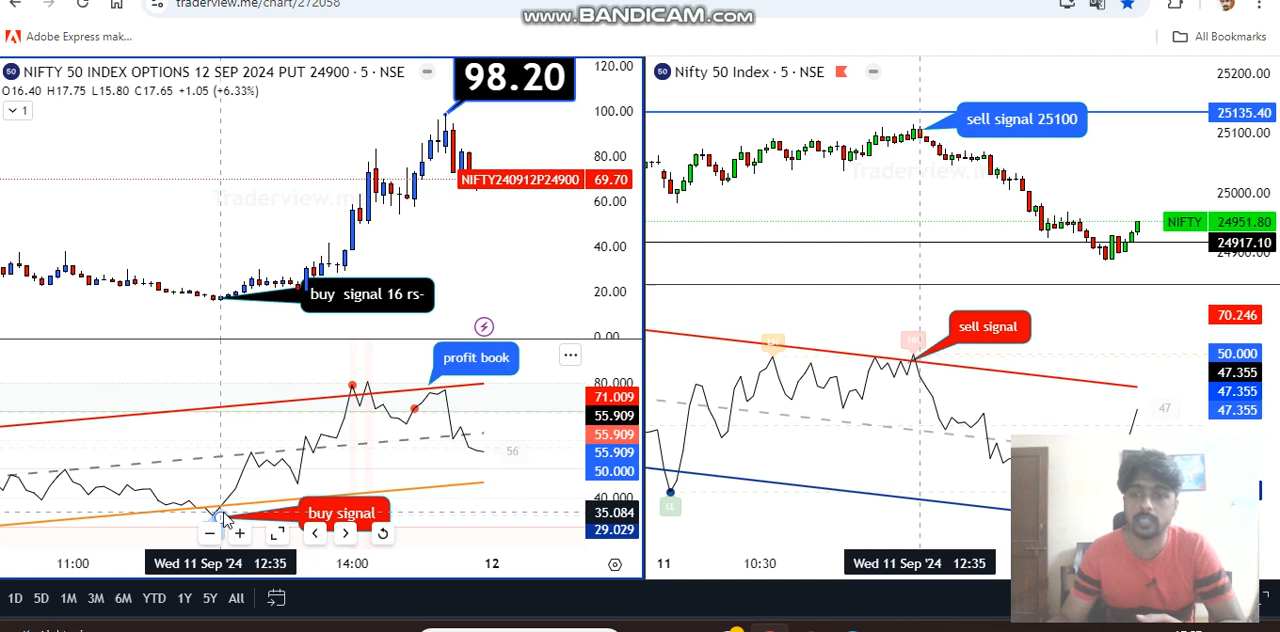 traderview.me/chart/272058
www.BANDICAM.com
Adobe Express mak...
All Bookmarks
50 NIFTY 50 INDEX OPTIONS 12 SEP 2024 PUT 24900 · 5 · NSE
O16.40 H17.75 L15.80 C17.65 +1.05 (+6.33%)
1
98.20
120.00
100.00
80.00
NIFTY240912P24900 69.70
60.00
40.00
20.00
0.00
Traderview.m
buy signal 16 rs-
profit book
80.000
71.009
55.909
55.909
55.909
50.000
40.000
35.084
29.029
56
buy signal
11:00
Wed 11 Sep '24 12:35
14:00
12
50 Nifty 50 Index · 5 · NSE
25200.00
25135.40
25100.00
25000.00
NIFTY 24951.80
24917.10
24900.00
sell signal 25100
Traderview.m
sell signal
70.246
50.000
47.355
47.355
47.355
47
LL
11
10:30
Wed 11 Sep '24 12:35
1D 5D 1M 3M 6M YTD 1Y 5Y All